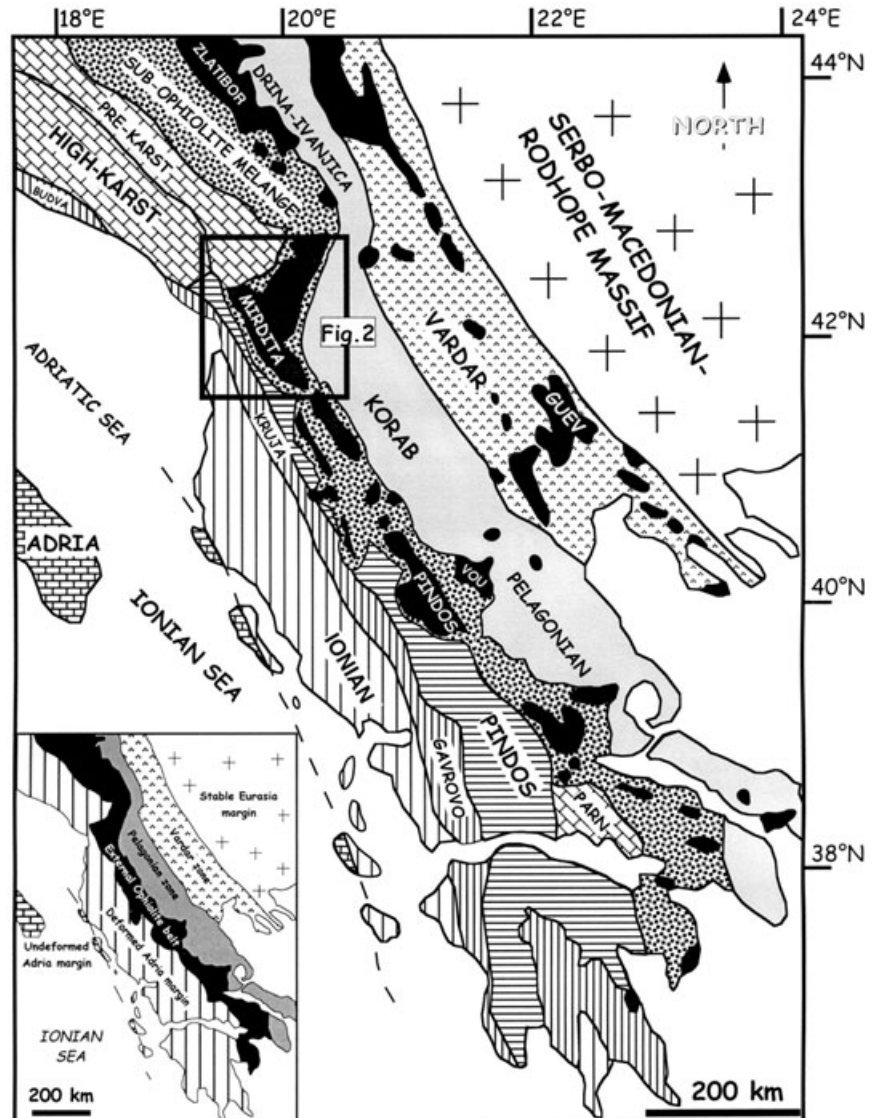 18°E
20°E
22°E
24°E
44°N
42°N
40°N
38°N
ZLATIBOR
DRINA-IVANJICA
SUB-OPHIOLITE MELANGE
PRE-KARST
HIGH-KARST
BUDVA
NORTH
SERBO-MACEDONIAN-
RODHOPE MASSIF
MIRDITA
Fig.2
VARDAR
GUEV
ADRIATIC SEA
KRUJA
KORAB
ADRIA
IONIAN SEA
VOU
PINDOS
PELAGONIAN
IONIAN
GAVROVO
PINDOS
PARN
Stable Eurasia
margin
Vardar zone
Pelagonian zone
External Ophiolite belt
Deformed Adria margin
Undeformed
Adria margin
IONIAN
SEA
200 km
200 km